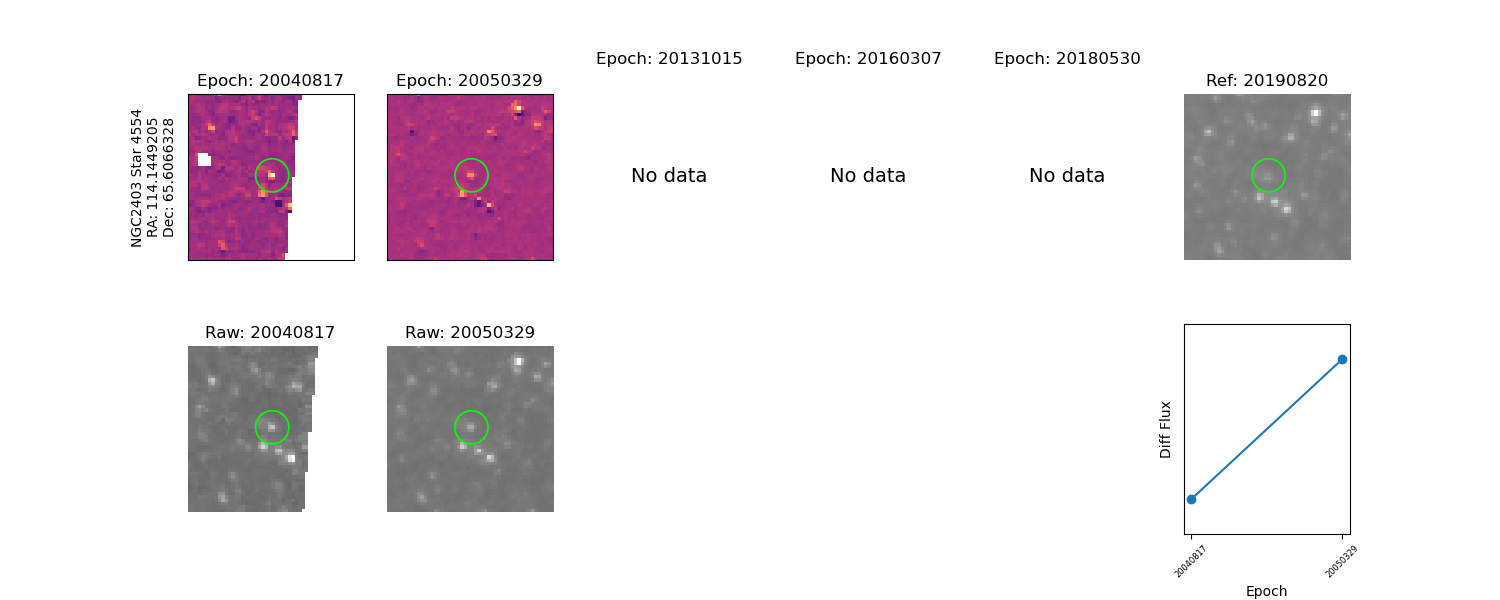 Epoch: 20040817
Epoch: 20050329
Epoch: 20131015
Epoch: 20160307
Epoch: 20180530
Ref: 20190820
NGC2403 Star 4554
RA: 114.1449205
Dec: 65.6066328
No data
No data
No data
Raw: 20040817
Raw: 20050329
Diff Flux
20040817
20050329
Epoch